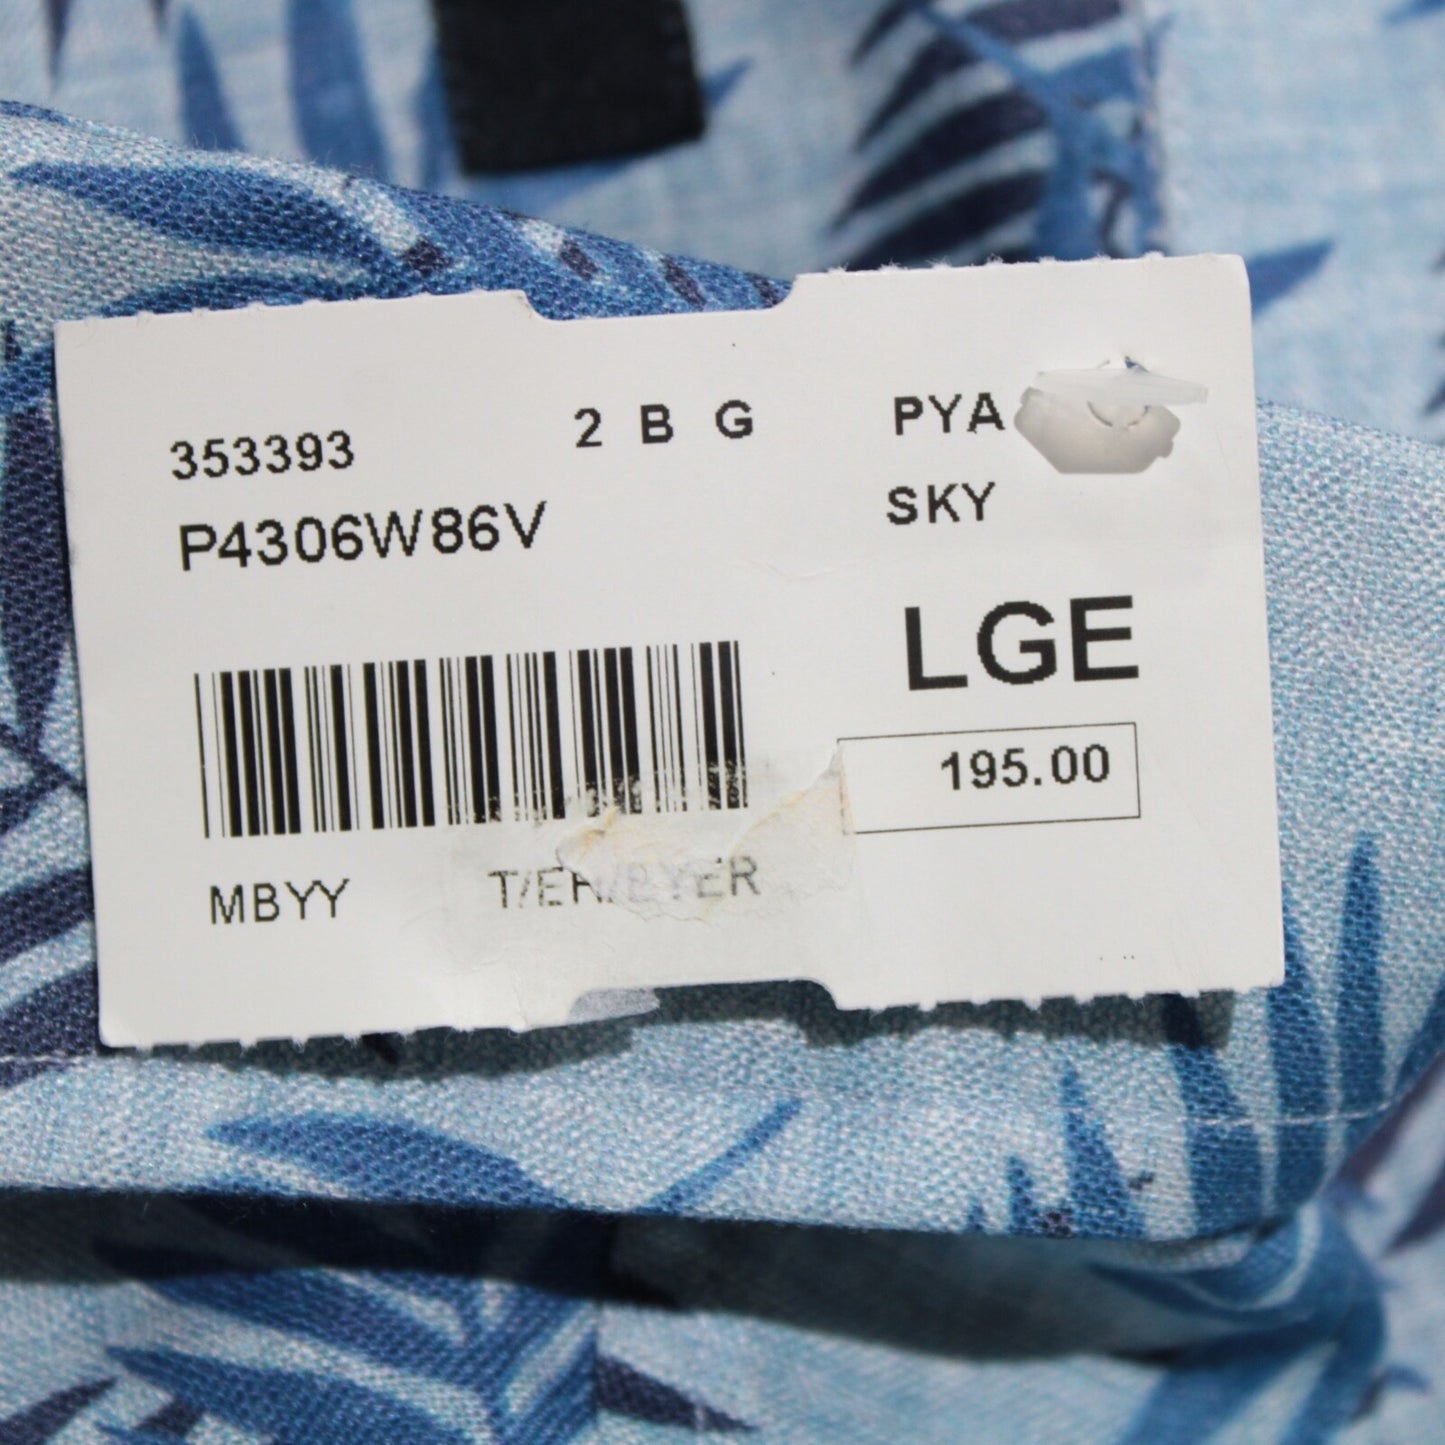 353393 2 B G PYA
P4306W86V SKY
LGE
195.00
MBYY